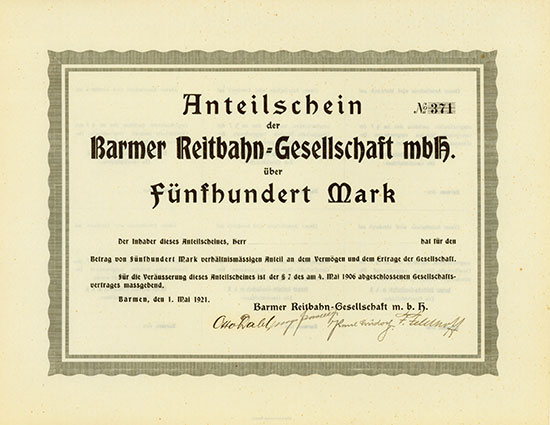 Anteilschein
№ 371
der
Barmer Reitbahn-Gesellschaft mbH.
über
Fünfhundert Mark
Der Inhaber dieses Anteilscheines, Herr hat für den
Betrag von fünfhundert Mark verhältnismässigen Anteil an dem Vermögen und dem Ertrage der Gesellschaft.
Für die Veräusserung dieses Anteilscheines ist der § 7 des am 4. Mai 1906 abgeschlossenen Gesellschafts-
vertrages massgebend.
Barmen, den 1. Mai 1921.
Barmer Reitbahn-Gesellschaft m. b. H.
Otto